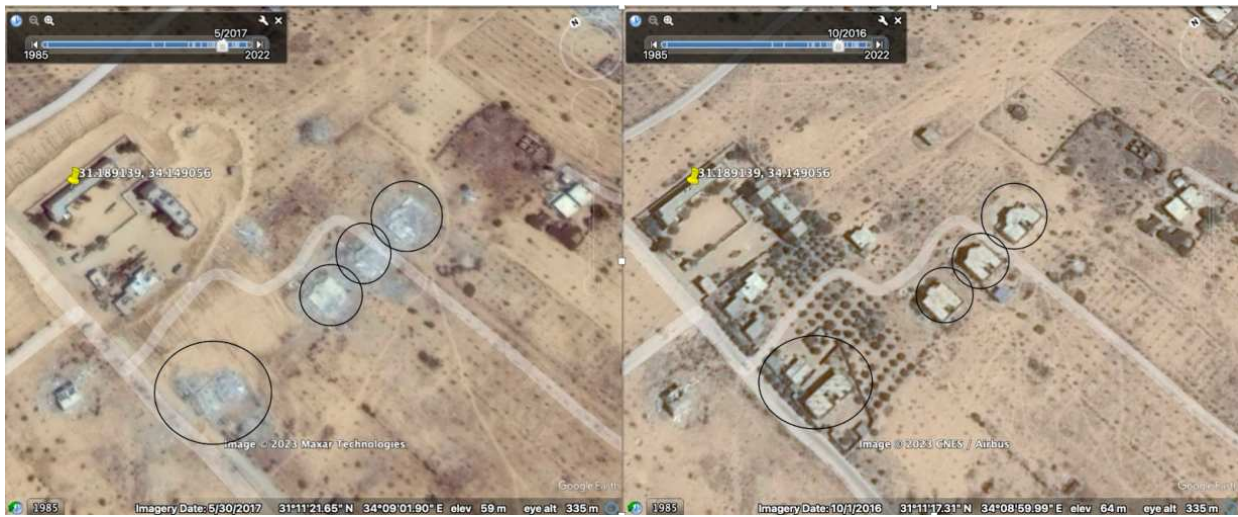 5/2017
1985
2022
N
31.189139, 34.149056
Image © 2023 Maxar Technologies
Google Earth
1985
Imagery Date: 5/30/2017 31°11'21.65" N 34°09'01.90" E elev 59 m eye alt 335 m
10/2016
1985
2022
N
31.189139, 34.149056
Image © 2023 CNES / Airbus
Google Earth
1985
Imagery Date: 10/1/2016 31°11'17.31" N 34°08'59.99" E elev 64 m eye alt 335 m